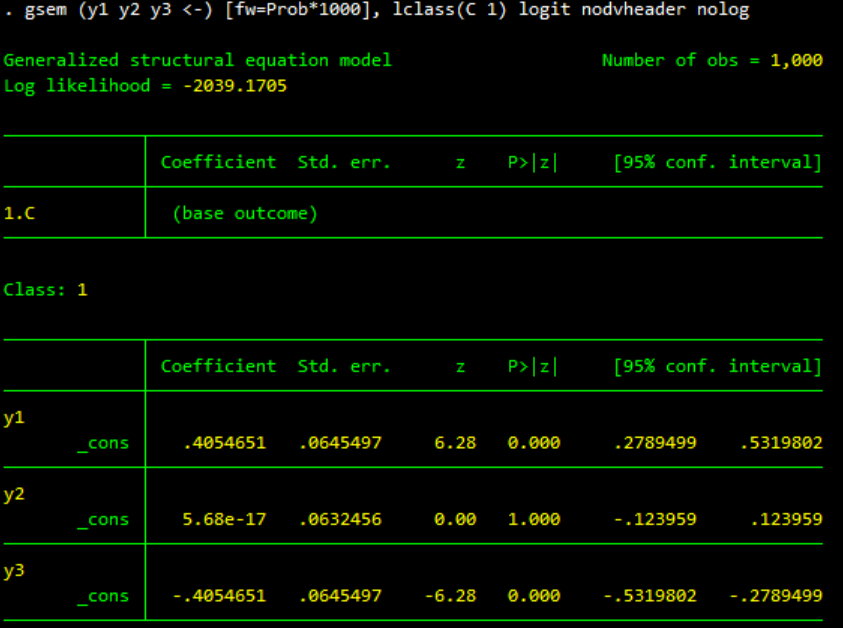 . gsem (y1 y2 y3 <-) [fw=Prob*1000], lclass(C 1) logit nodvheader nolog
Generalized structural equation model Number of obs = 1,000
Log likelihood = -2039.1705
Coefficient Std. err. z P>|z| [95% conf. interval]
1.C (base outcome)
Class: 1
Coefficient Std. err. z P>|z| [95% conf. interval]
y1
_cons .4054651 .0645497 6.28 0.000 .2789499 .5319802
y2
_cons 5.68e-17 .0632456 0.00 1.000 -.123959 .123959
y3
_cons -.4054651 .0645497 -6.28 0.000 -.5319802 -.2789499